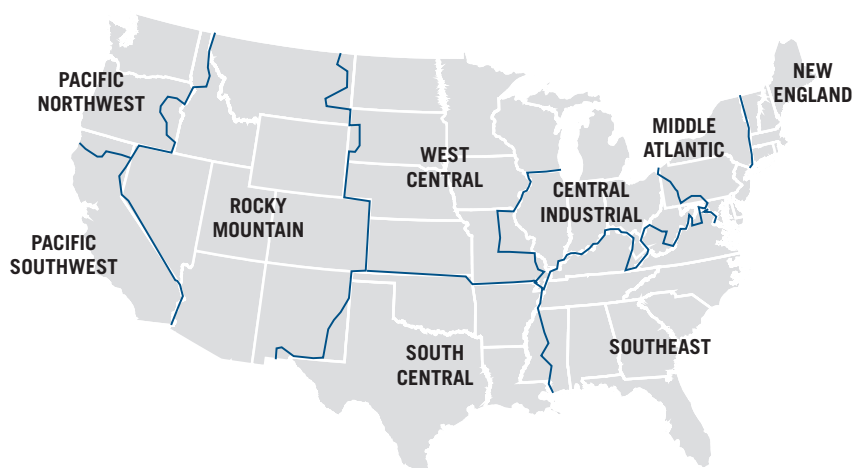 PACIFIC
NORTHWEST
NEW
ENGLAND
MIDDLE
ATLANTIC
WEST
CENTRAL
CENTRAL
INDUSTRIAL
ROCKY
MOUNTAIN
PACIFIC
SOUTHWEST
SOUTH
CENTRAL
SOUTHEAST